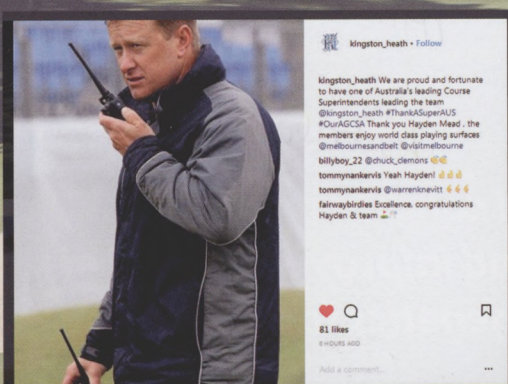 kingston_heath • Follow
kingston_heath We are proud and fortunate
to have one of Australia's leading Course
Superintendents leading the team
@kingston_heath #ThankASuperAUS
#OurAGCSA Thank you Hayden Mead , the
members enjoy world class playing surfaces
@melbournesandbelt @visitmelbourne
billyboy_22 @chuck_clemons 👏👏
tommynankervis Yeah Hayden! 👍👍👍
tommynankervis @warrenknevitt
fairwaybirdies Excellence, congratulations
Hayden & team ⛳
81 likes
HOURS AGO
Add a comment...